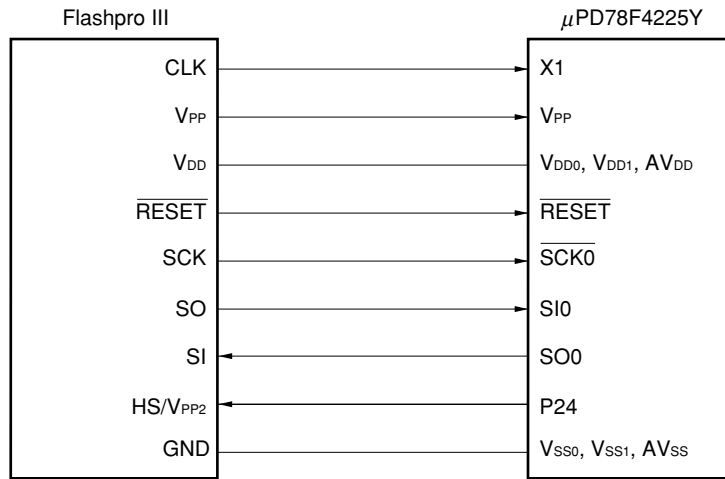 Flashpro III μPD78F4225Y
CLK X1
VPP VPP
VDD VDD0, VDD1, AVDD
RESET RESET
SCK SCK0
SO SI0
SI SO0
HS/VPP2 P24
GND VSS0, VSS1, AVSS